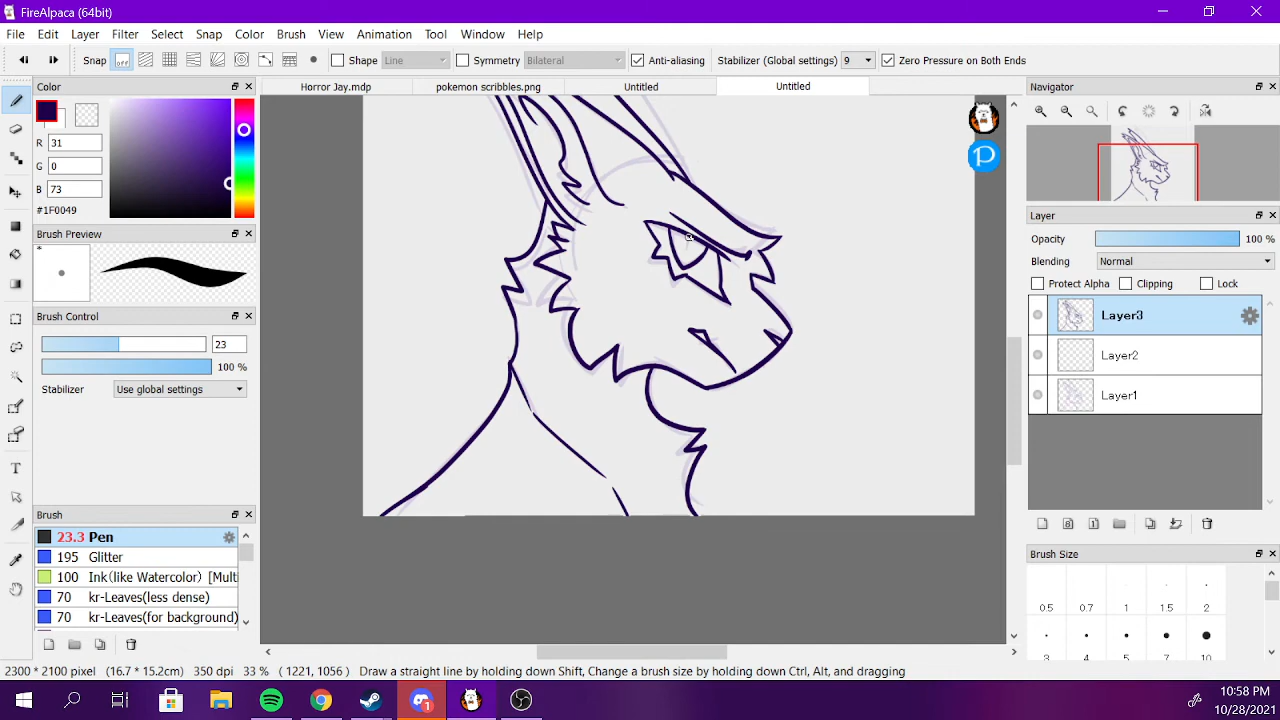 FireAlpaca (64bit)
File Edit Layer Filter Select Snap Color Brush View Animation Tool Window Help
Snap off Shape Line Symmetry Bilateral Anti-aliasing Stabilizer (Global settings) 9 Zero Pressure on Both Ends
Color
R 31
G 0
B 73
#1F0049
Brush Preview
*
Brush Control
23
100 %
Stabilizer Use global settings
Brush
23.3 Pen
195 Glitter
100 Ink(like Watercolor) [Multi
70 kr-Leaves(less dense)
70 kr-Leaves(for background)
Horror Jay.mdp pokemon scribbles.png Untitled Untitled
P
Navigator
Layer
Opacity 100 %
Blending Normal
Protect Alpha Clipping Lock
Layer3
Layer2
Layer1
8 1
Brush Size
0.5 0.7 1 1.5 2
3 4 5 7 10
2300 * 2100 pixel (16.7 * 15.2cm) 350 dpi 33 % (1221, 1056) Draw a straight line by holding down Shift, Change a brush size by holding down Ctrl, Alt, and dragging
1
10:58 PM
10/28/2021